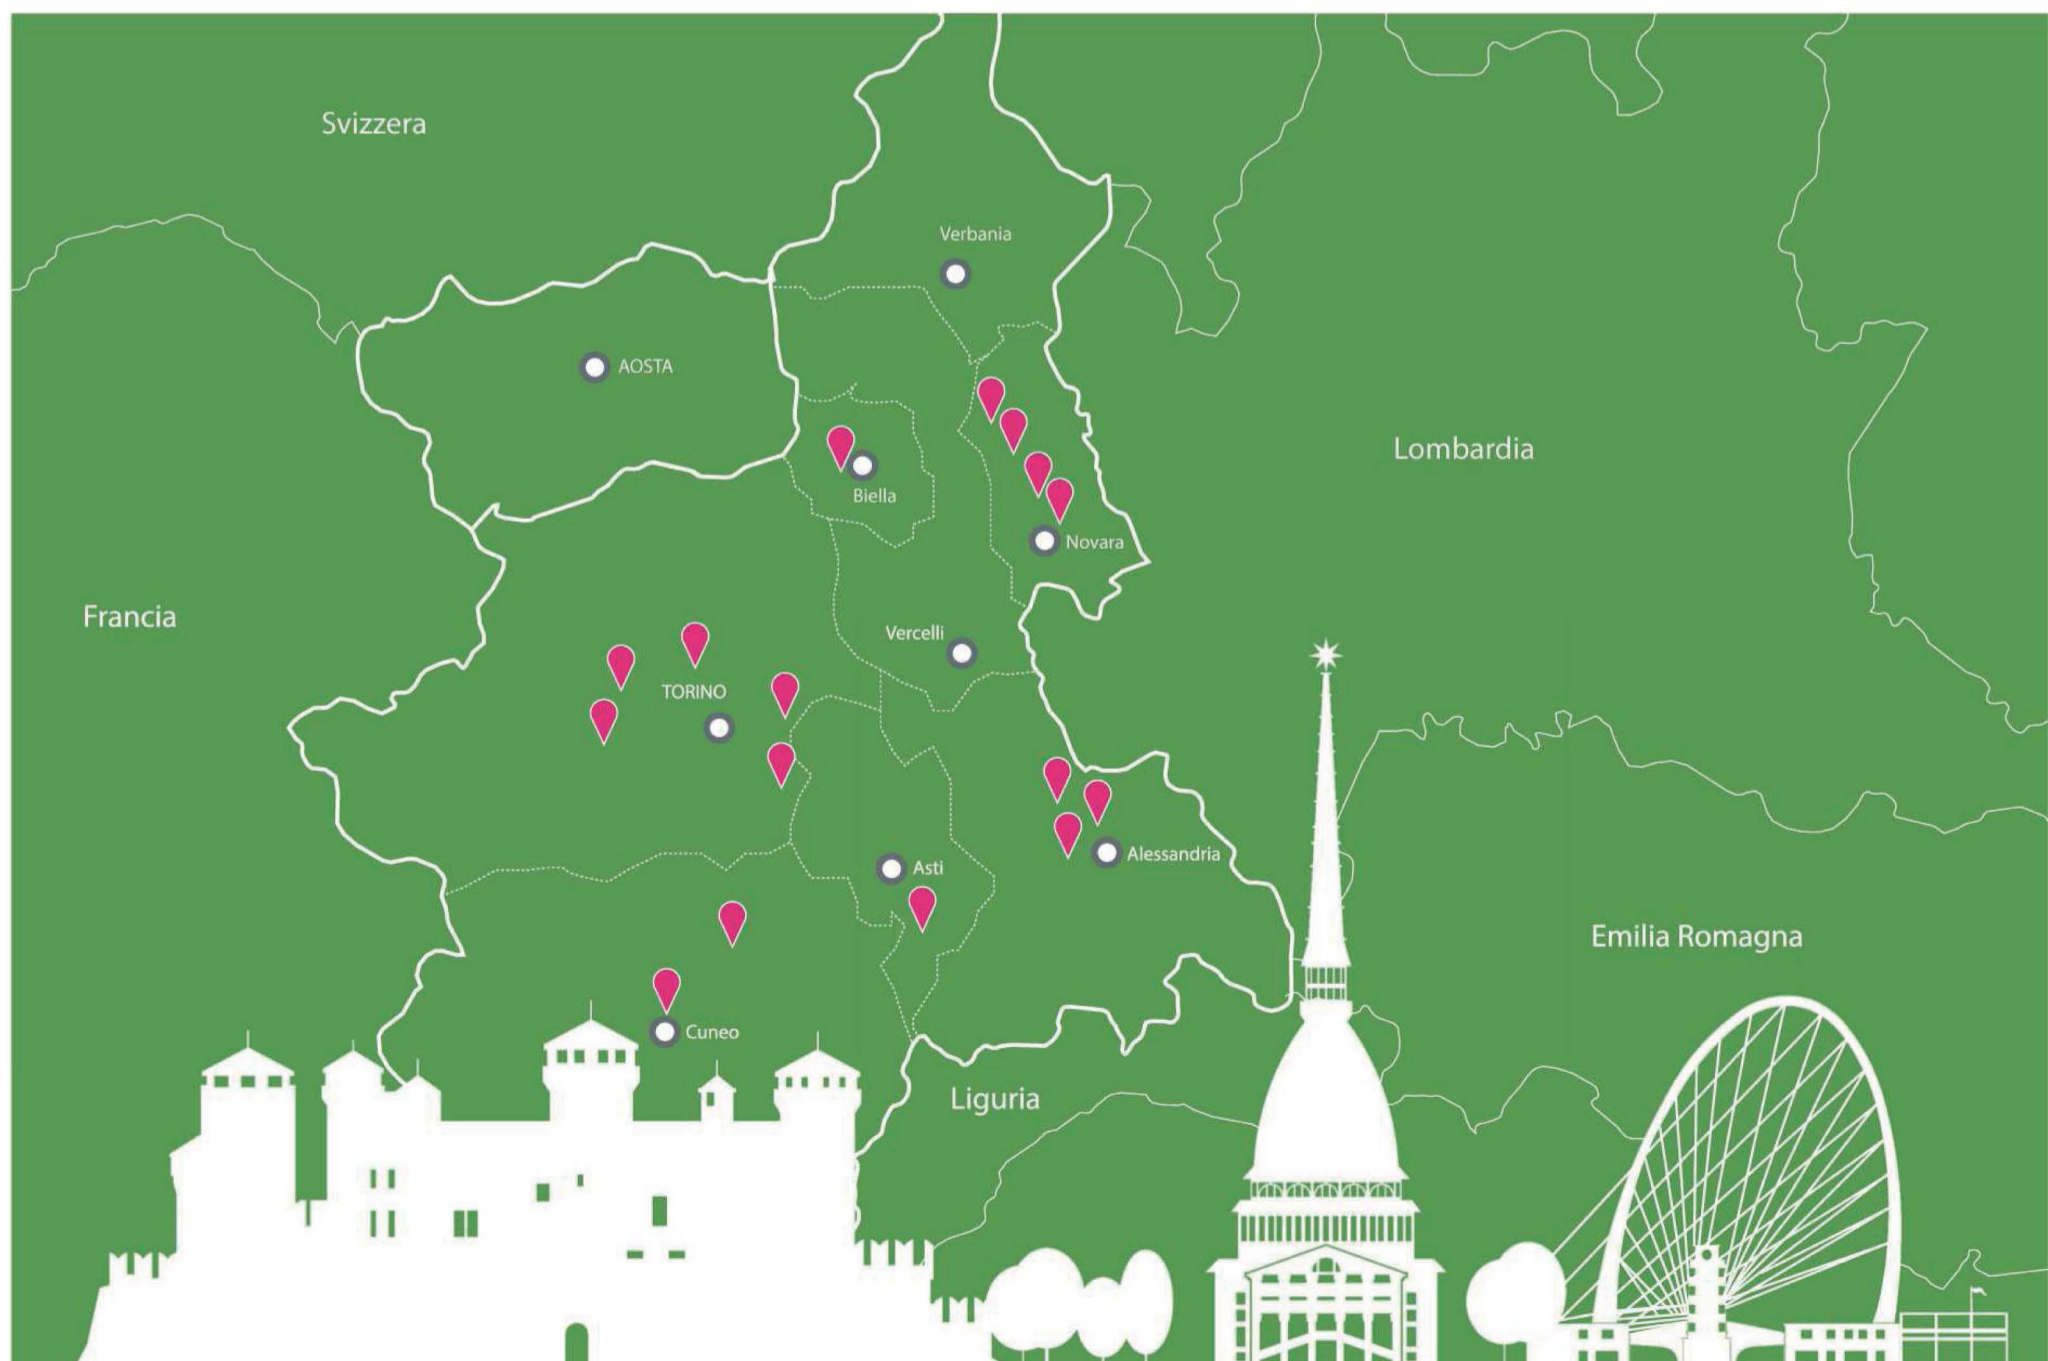 Svizzera
Verbania
AOSTA
Lombardia
Biella
Novara
Francia
Vercelli
TORINO
Alessandria
Asti
Emilia Romagna
Cuneo
Liguria